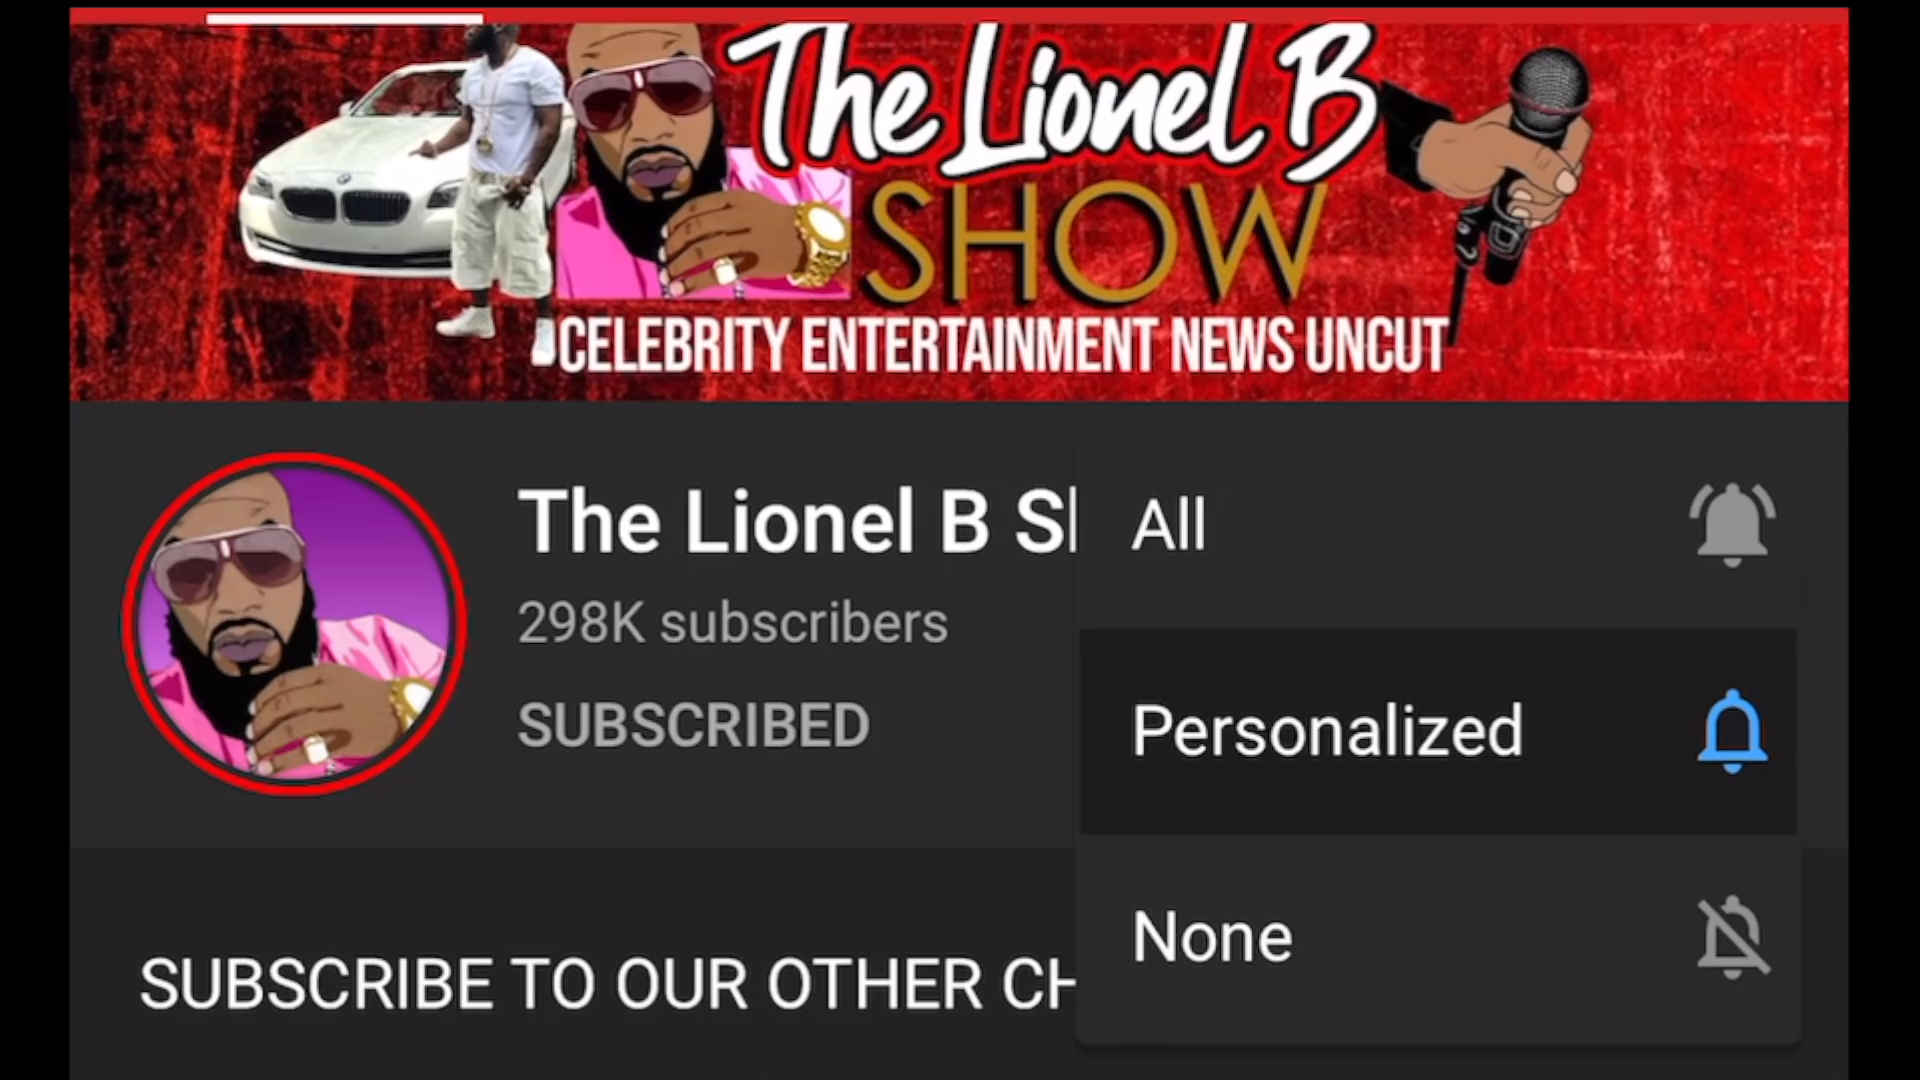 The Lionel B
SHOW
CELEBRITY ENTERTAINMENT NEWS UNCUT
The Lionel B
298K subscribers
SUBSCRIBED
All
Personalized
None
SUBSCRIBE TO OUR OTHER